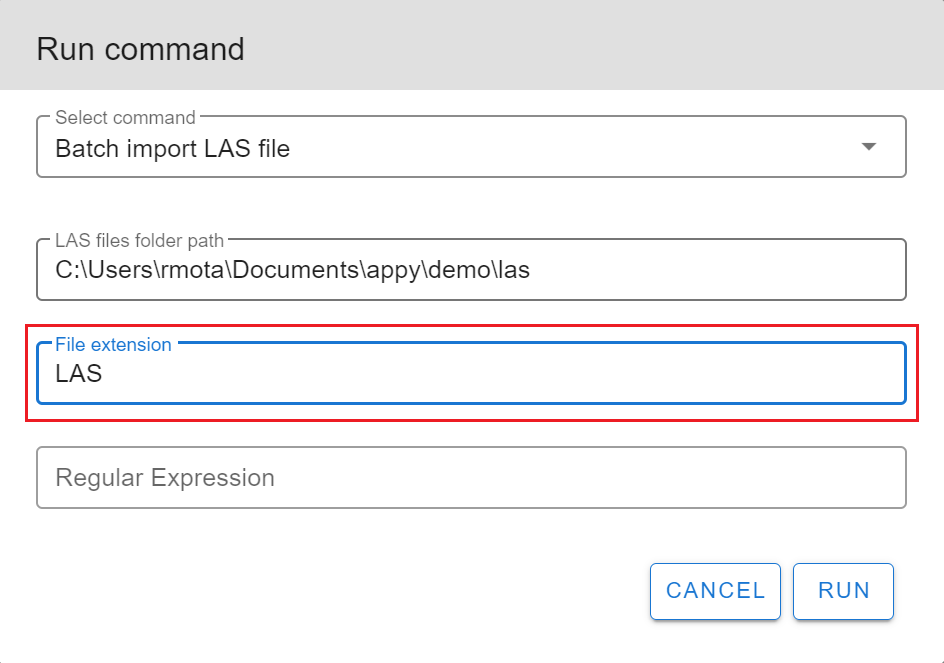 Run command
Select command
Batch import LAS file
LAS files folder path
C:\Users\rmota\Documents\appy\demo\las
File extension
LAS
Regular Expression
CANCEL RUN